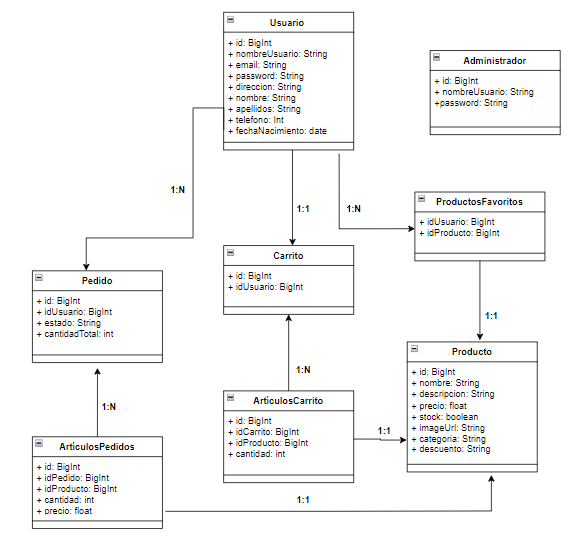 Usuario
+ id: BigInt
+ nombreUsuario: String
+ email: String
+ password: String
+ direccion: String
+ nombre: String
+ apellidos: String
+ telefono: Int
+ fechaNacimiento: date
Administrador
+ id: BigInt
+ nombreUsuario: String
+password: String
1:N
1:1
1:N
ProductosFavoritos
+ idUsuario: BigInt
+ idProducto: BigInt
Carrito
+ id: BigInt
+ idUsuario: BigInt
Pedido
+ id: BigInt
+ idUsuario: BigInt
+ estado: String
+ cantidadTotal: int
1:1
Producto
+ id: BigInt
+ nombre: String
+ descripcion: String
+ precio: float
+ stock: boolean
+ imageUrl: String
+ categoria: String
+ descuento: String
1:N
1:N
ArticulosCarrito
+ id: BigInt
+ idCarrito: BigInt
+ idProducto: BigInt
+ cantidad: int
1:1
ArticulosPedidos
+ id: BigInt
+ idPedido: BigInt
+ idProducto: BigInt
+ cantidad: int
+ precio: float
1:1